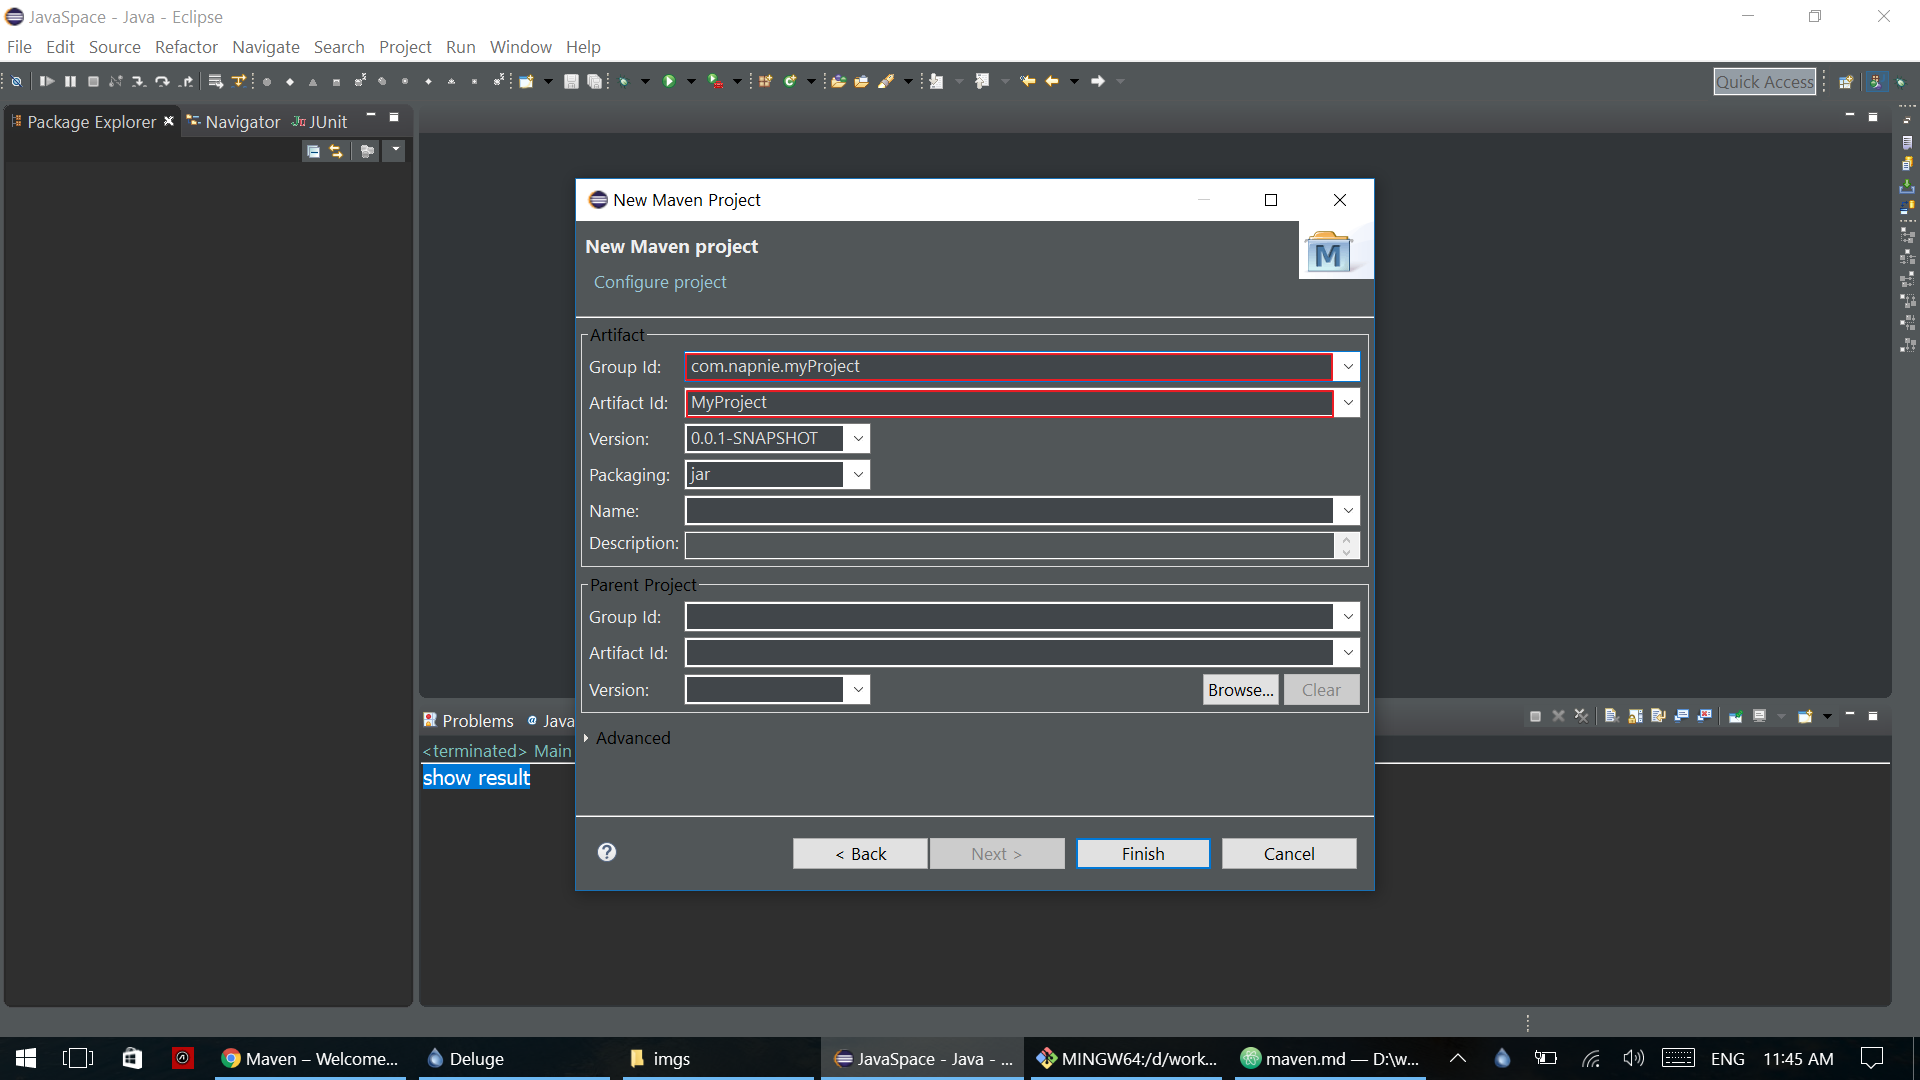 JavaSpace - Java - Eclipse
File Edit Source Refactor Navigate Search Project Run Window Help
Quick Access
Package Explorer Navigator JUnit
New Maven Project
New Maven project
Configure project
M
Artifact
Group Id: com.napnie.myProject
Artifact Id: MyProject
Version: 0.0.1-SNAPSHOT
Packaging: jar
Name:
Description:
Parent Project
Group Id:
Artifact Id:
Version:
Browse... Clear
Advanced
Problems Java
<terminated> Main
show result
< Back Next > Finish Cancel
Maven – Welcome... Deluge imgs JavaSpace - Java - ... MINGW64:/d/work... maven.md — D:\w... ENG 11:45 AM